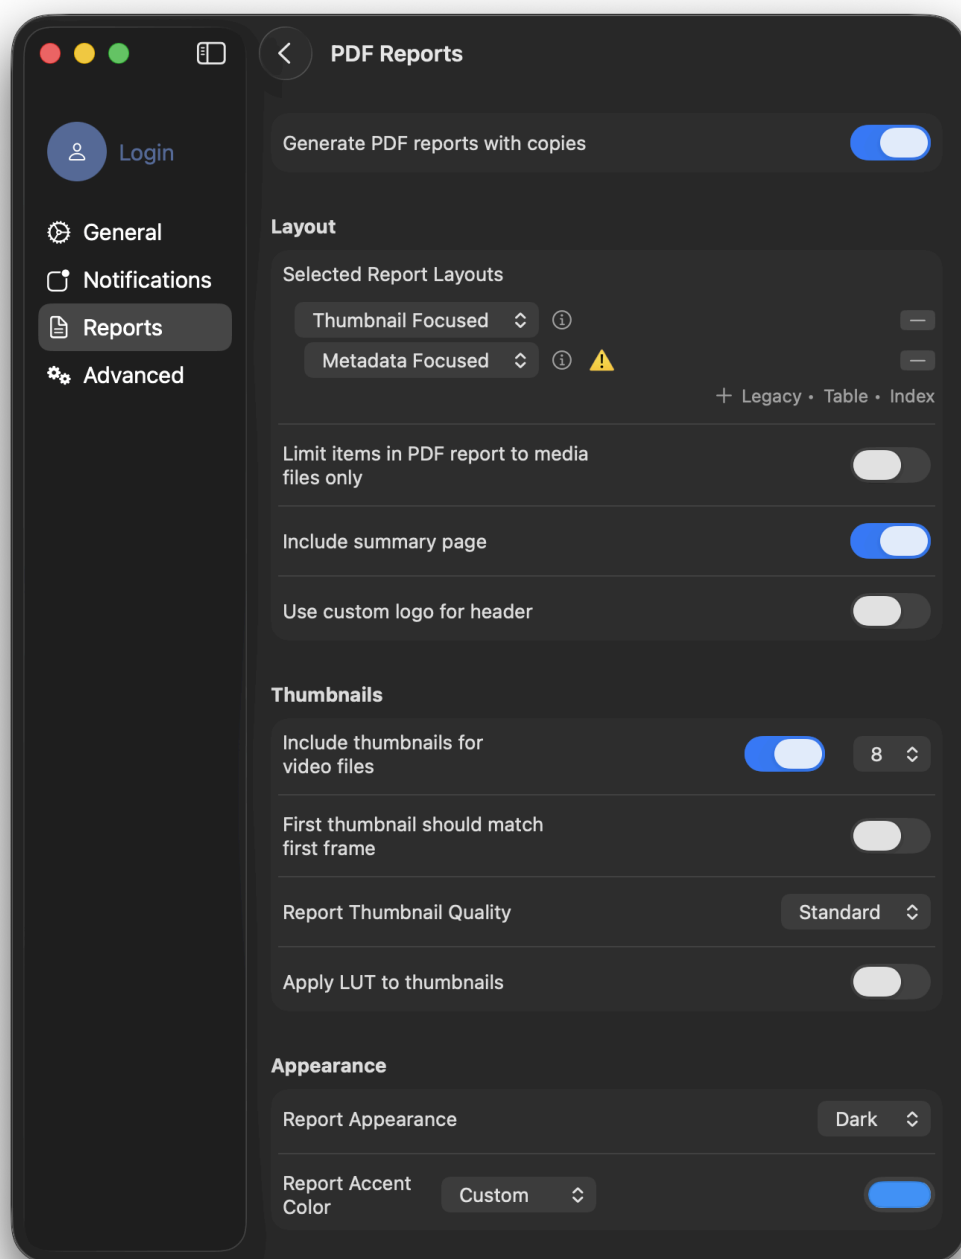 PDF Reports
Login
General
Notifications
Reports
Advanced
Generate PDF reports with copies
Layout
Selected Report Layouts
Thumbnail Focused
Metadata Focused
+ Legacy • Table • Index
Limit items in PDF report to media
files only
Include summary page
Use custom logo for header
Thumbnails
Include thumbnails for
video files
8
First thumbnail should match
first frame
Report Thumbnail Quality
Standard
Apply LUT to thumbnails
Appearance
Report Appearance
Dark
Report Accent
Color
Custom